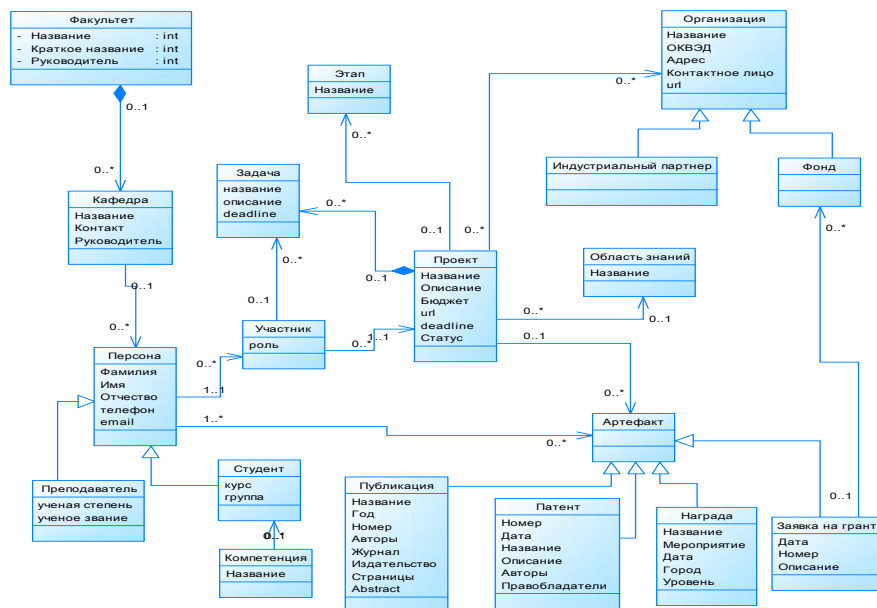 Факультет
- Название : int
- Краткое название : int
- Руководитель : int
0..1
0..*
Кафедра
Название
Контакт
Руководитель
0..1
0..*
Этап
Название
0..*
0..1
Организация
Название
ОКВЭД
Адрес
Контактное лицо
url
0..*
0..*
Индустриальный партнер
Фонд
0..*
0..1
Задача
название
описание
deadline
0..*
0..1
0..*
0..1
Проект
Название
Описание
Бюджет
url
deadline
Статус
Область знаний
Название
0..*
0..1
Участник
роль
0..*
1..1
Персона
Фамилия
Имя
Отчество
телефон
email
0..*
1..1
1..*
0..*
0..1
0..*
Артефакт
Преподаватель
ученая степень
ученое звание
Студент
курс
группа
Компетенция
Название
Публикация
Название
Год
Номер
Авторы
Журнал
Издательство
Страницы
Abstract
Патент
Номер
Дата
Название
Описание
Авторы
Правобладатели
Награда
Название
Мероприятие
Дата
Город
Уровень
Заявка на грант
Дата
Номер
Описание